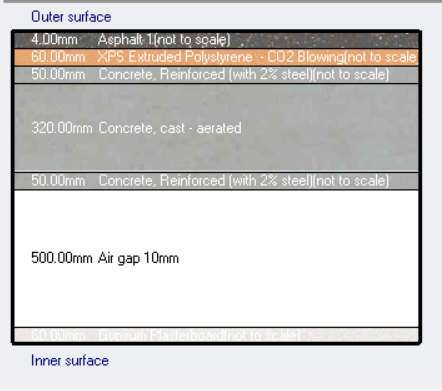 Outer surface
4.00mm Asphalt 1(not to scale)
60.00mm XPS Extruded Polystyrene - CO2 Blowing(not to scale
50.00mm Concrete, Reinforced (with 2% steel)(not to scale)
320.00mm Concrete, cast - aerated
50.00mm Concrete, Reinforced (with 2% steel)(not to scale)
500.00mm Air gap 10mm
60.00mm Gypsum Plasterboard(not to scale)
Inner surface